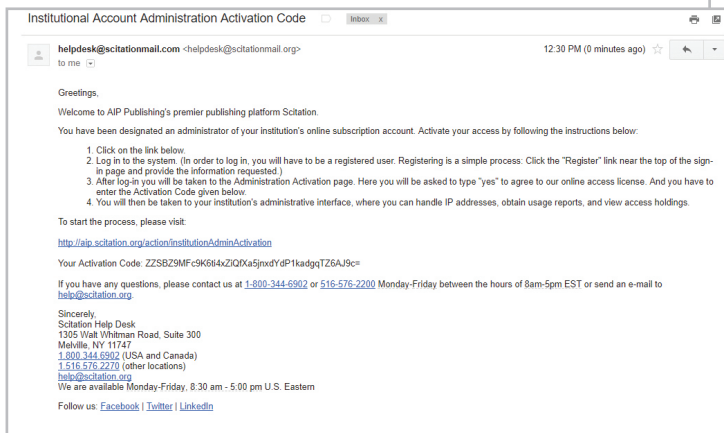 Institutional Account Administration Activation Code
Inbox x
helpdesk@scitationmail.com <helpdesk@scitationmail.org>
12:30 PM (0 minutes ago)
to me
Greetings,
Welcome to AIP Publishing's premier publishing platform Scitation.
You have been designated an administrator of your institution's online subscription account. Activate your access by following the instructions below:
1. Click on the link below.
2. Log in to the system. (In order to log in, you will have to be a registered user. Registering is a simple process: Click the "Register" link near the top of the sign-
in page and provide the information requested.)
3. After log-in you will be taken to the Administration Activation page. Here you will be asked to type "yes" to agree to our online access license. And you have to
enter the Activation Code given below.
4. You will then be taken to your institution's administrative interface, where you can handle IP addresses, obtain usage reports, and view access holdings.
To start the process, please visit:
http://aip.scitation.org/action/institutionAdminActivation
Your Activation Code: ZZSBZ9MFc9K6ti4xZiQfXa5jnxdYdP1kadgqTZ6AJ9c=
If you have any questions, please contact us at 1-800-344-6902 or 516-576-2200 Monday-Friday between the hours of 8am-5pm EST or send an e-mail to
help@scitation.org.
Sincerely,
Scitation Help Desk
1305 Walt Whitman Road, Suite 300
Melville, NY 11747
1.800.344.6902 (USA and Canada)
1.516.576.2270 (other locations)
help@scitation.org
We are available Monday-Friday, 8:30 am - 5:00 pm U.S. Eastern
Follow us: Facebook | Twitter | LinkedIn